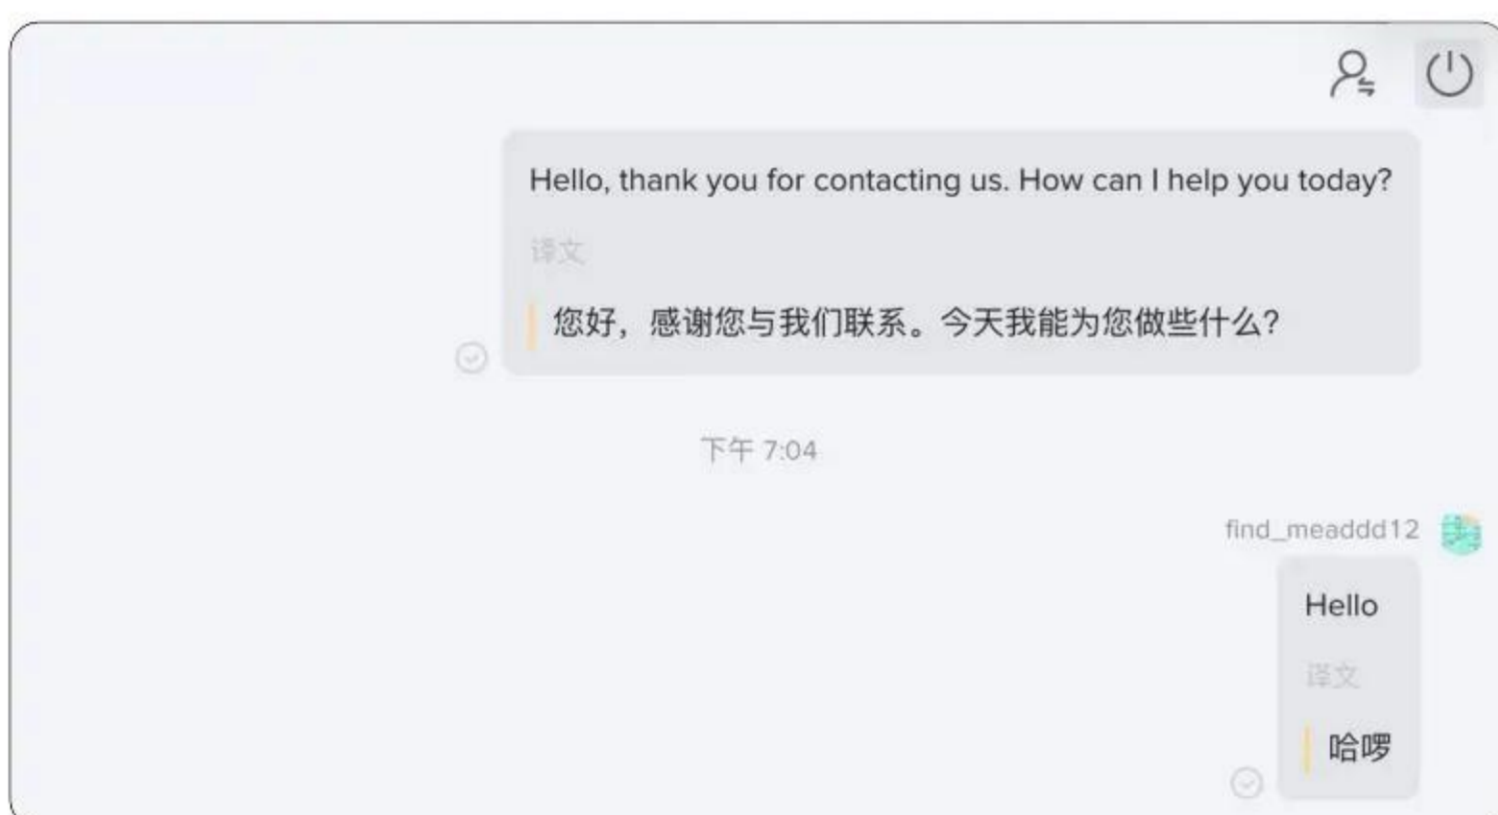 Hello, thank you for contacting us. How can I help you today?
译文
您好，感谢您与我们联系。今天我能为您做些什么？
下午 7:04
find_meaddd12
Hello
译文
哈啰